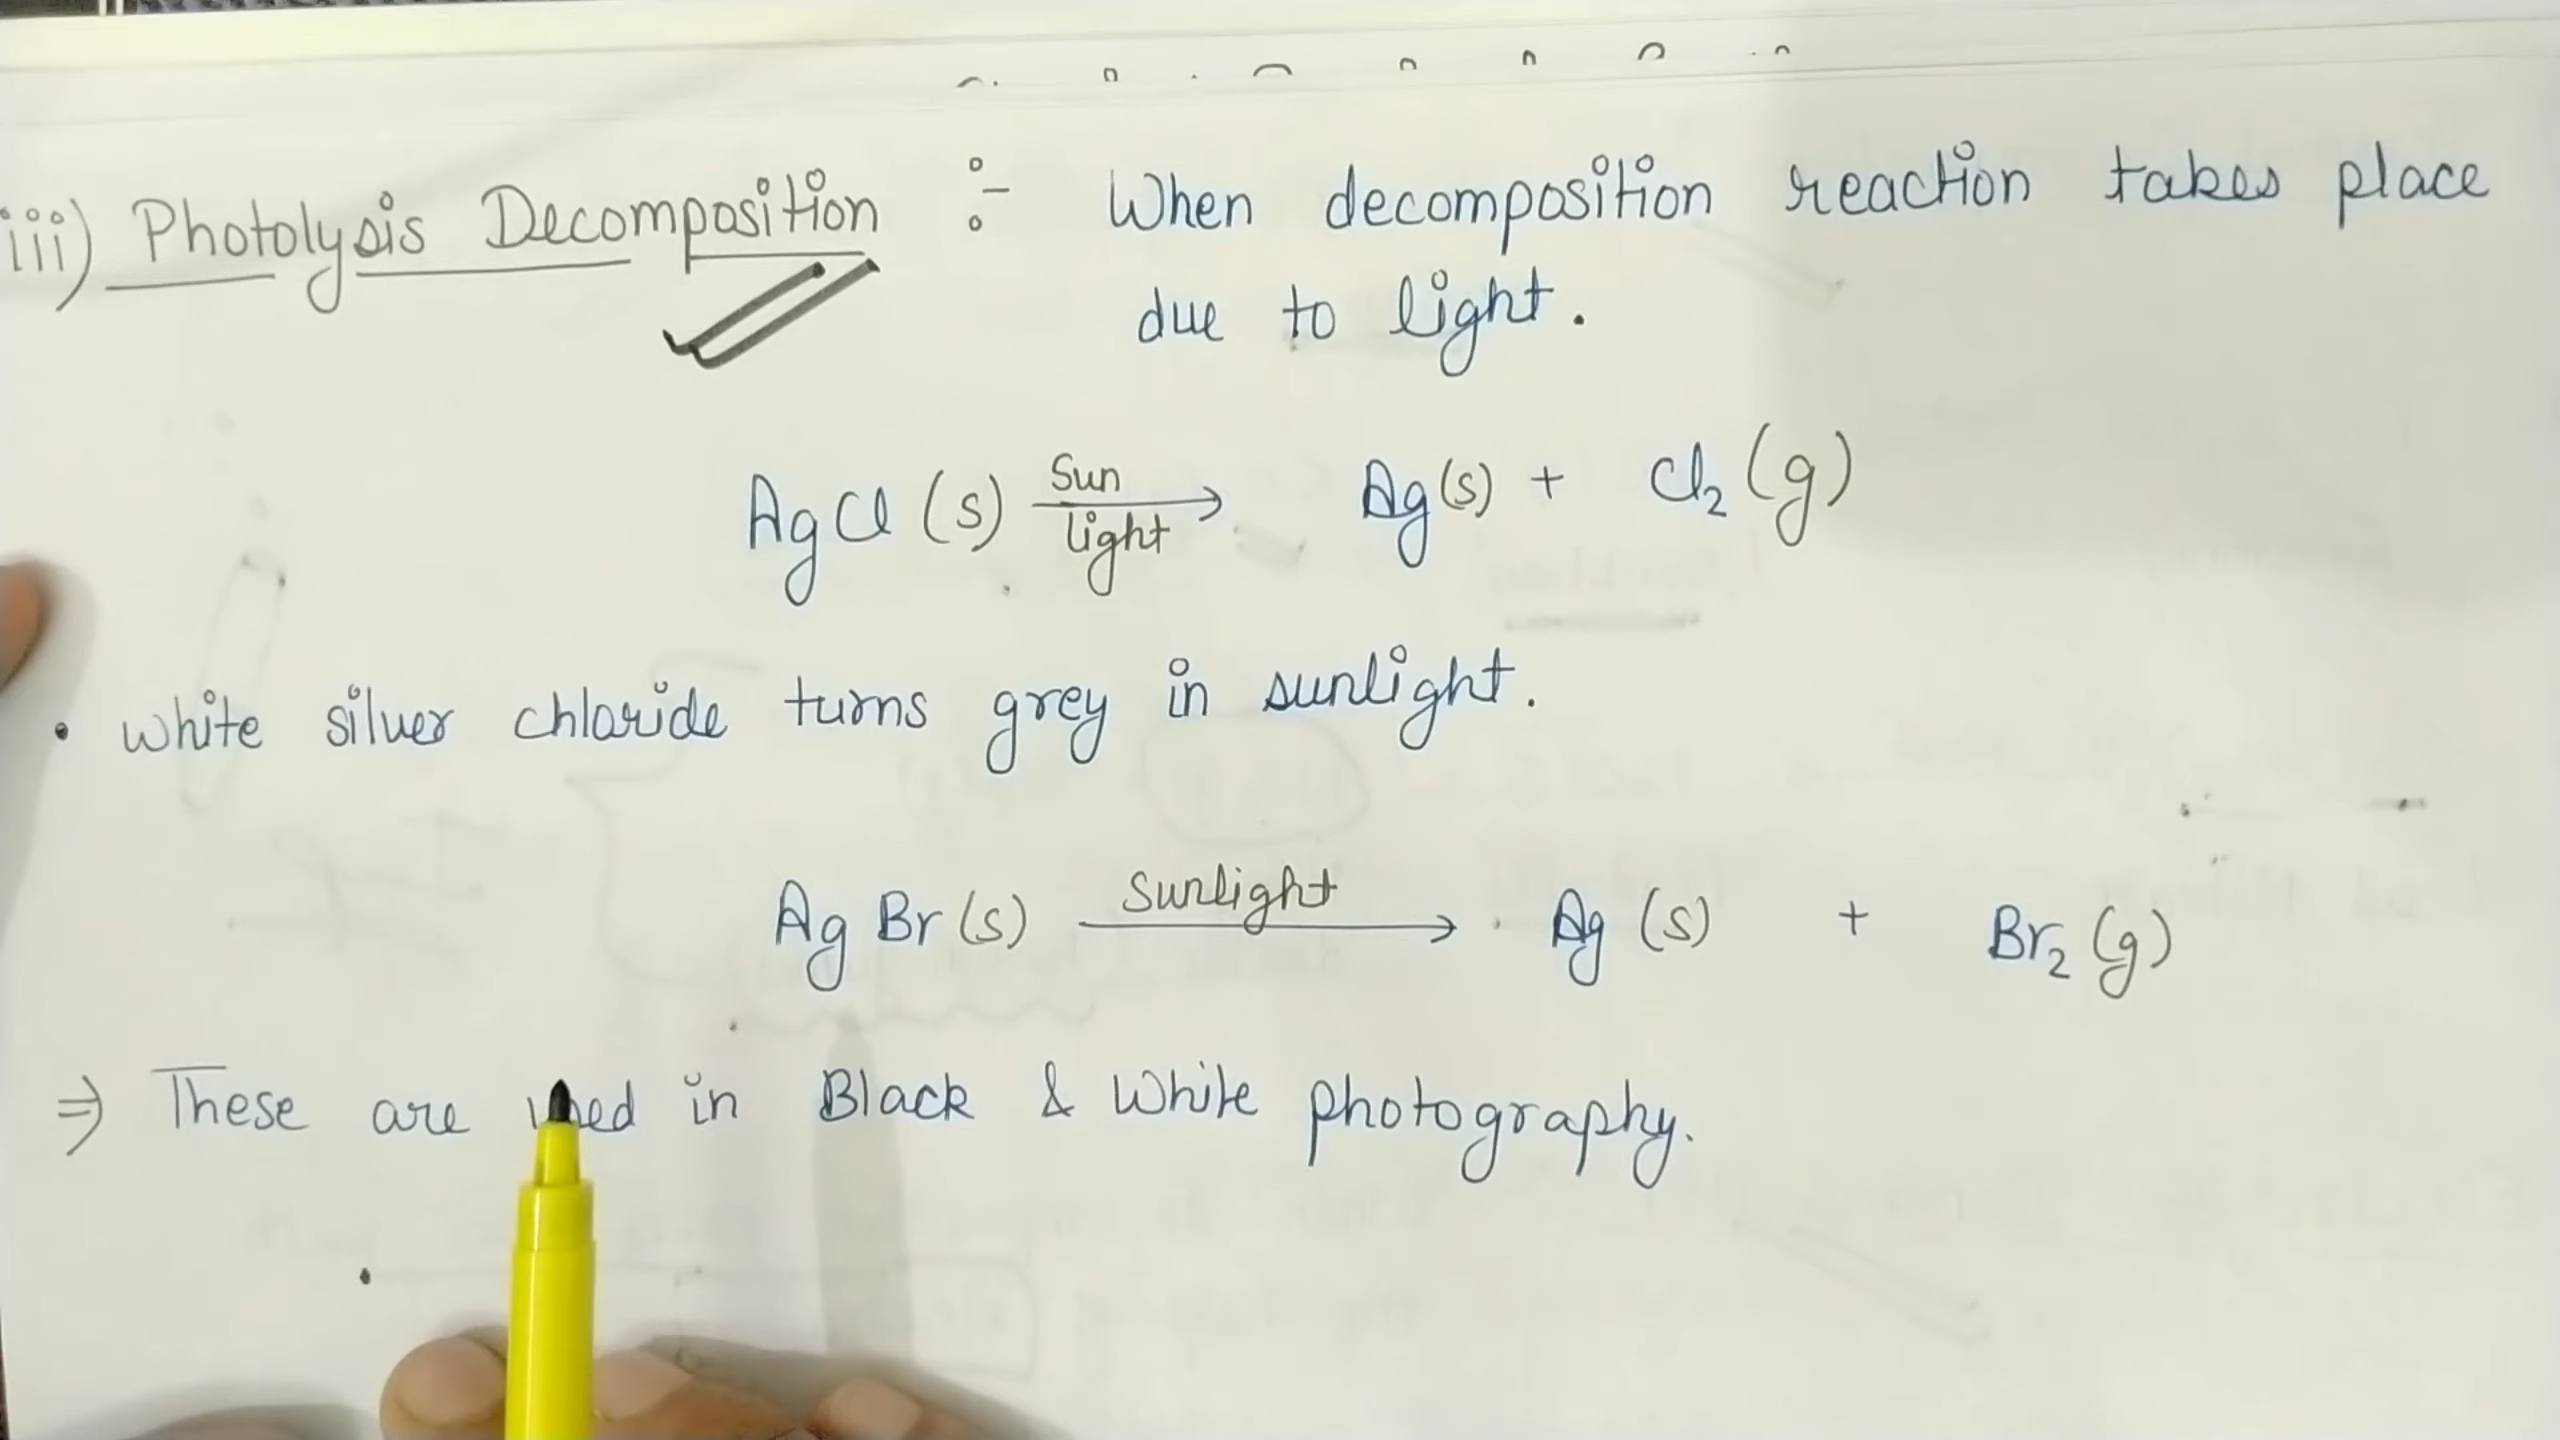 iii) Photolysis Decomposition :- When decomposition reaction takes place
due to light.
AgCl (s) Sun light → Ag(s) + Cl₂ (g)
• White silver chloride turns grey in sunlight.
AgBr (s) Sunlight → Ag (s) + Br₂ (g)
⇒ These are used in Black & White photography.